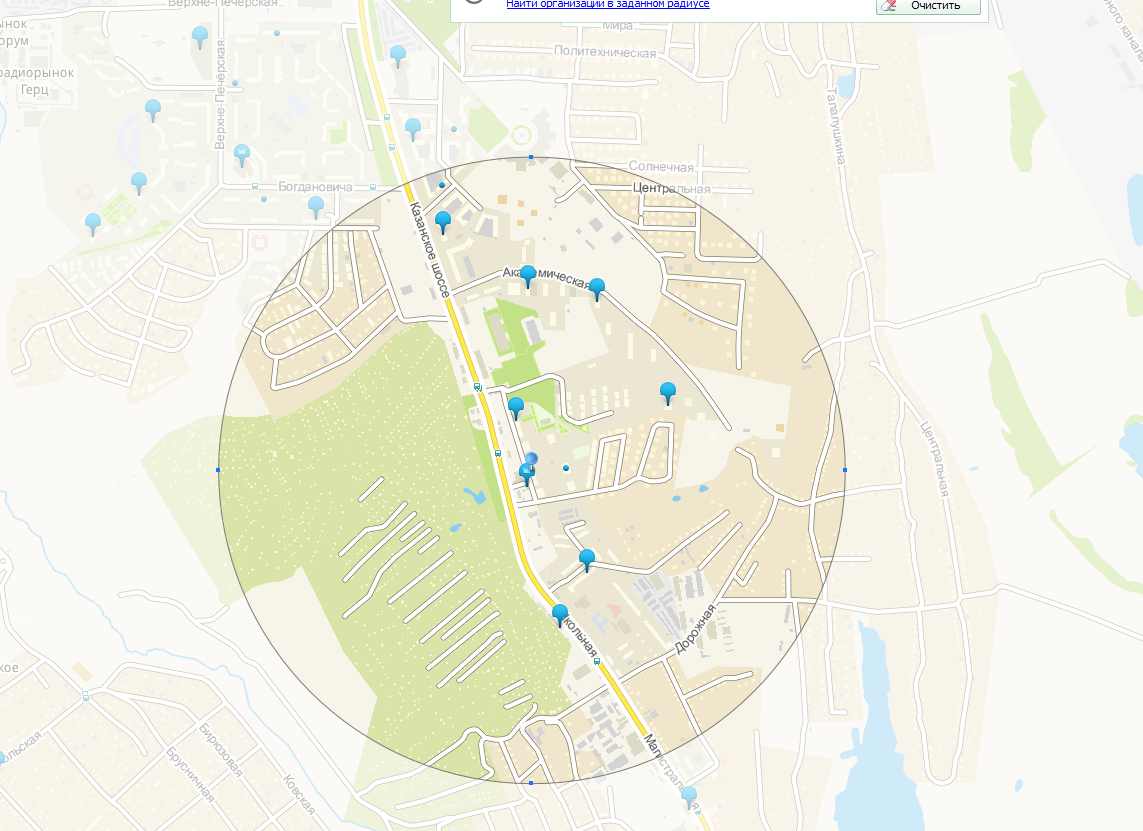 Верхне-Печерская
Найти организации в заданном радиусе
Очистить
Мира
Политехническая
радиорынок
Герц
Верхне-Печерская
Талалушкина
Солнечная
Богдановича
Центральная
Казанское шоссе
Академическая
Центральная
Дорожная
Магистральная
Бирюзовая
Брусничная
Ковская